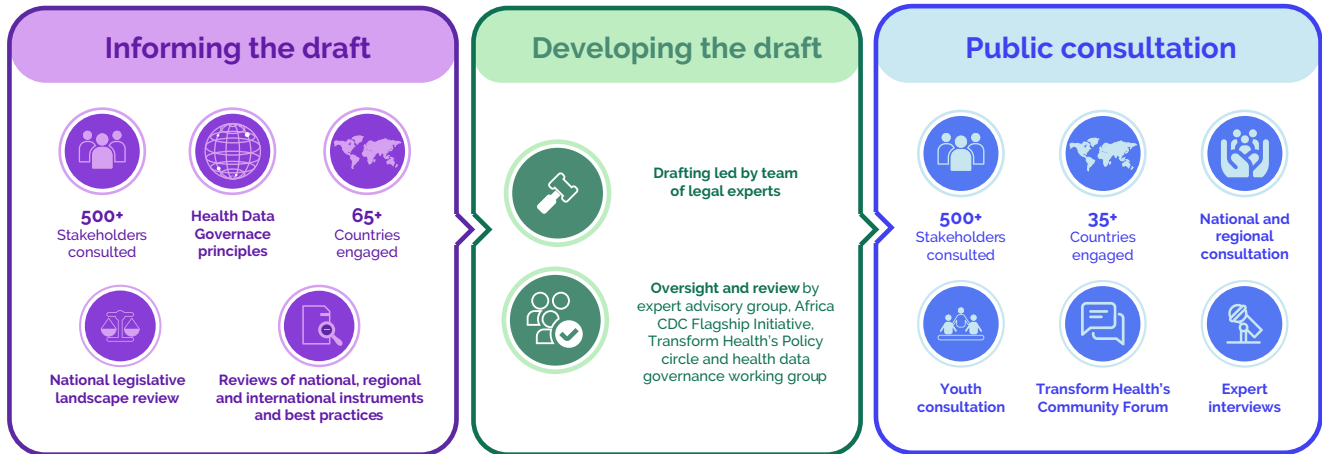 Informing the draft
500+
Stakeholders
consulted
Health Data
Governace
principles
65+
Countries
engaged
National legislative
landscape review
Reviews of national, regional
and international instruments
and best practices
Developing the draft
Drafting led by team
of legal experts
Oversight and review by
expert advisory group, Africa
CDC Flagship Initiative,
Transform Health's Policy
circle and health data
governance working group
Public consultation
500+
Stakeholders
consulted
35+
Countries
engaged
National and
regional
consultation
Youth
consultation
Transform Health's
Community Forum
Expert
interviews